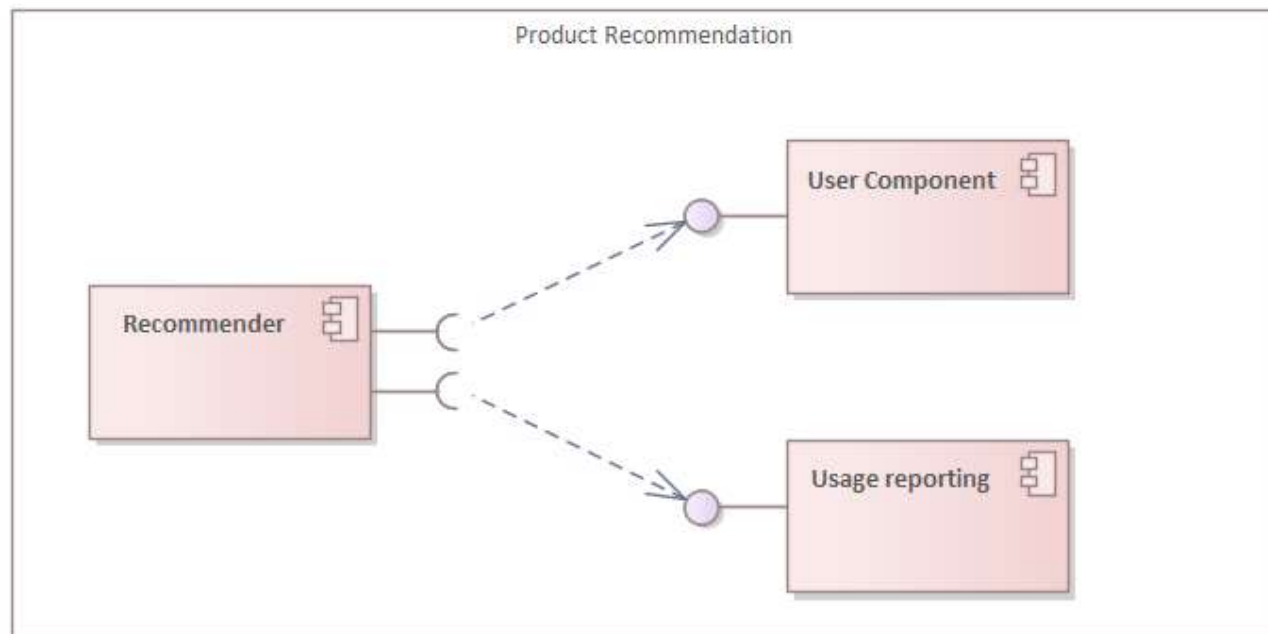 Product Recommendation
User Component
Recommender
Usage reporting